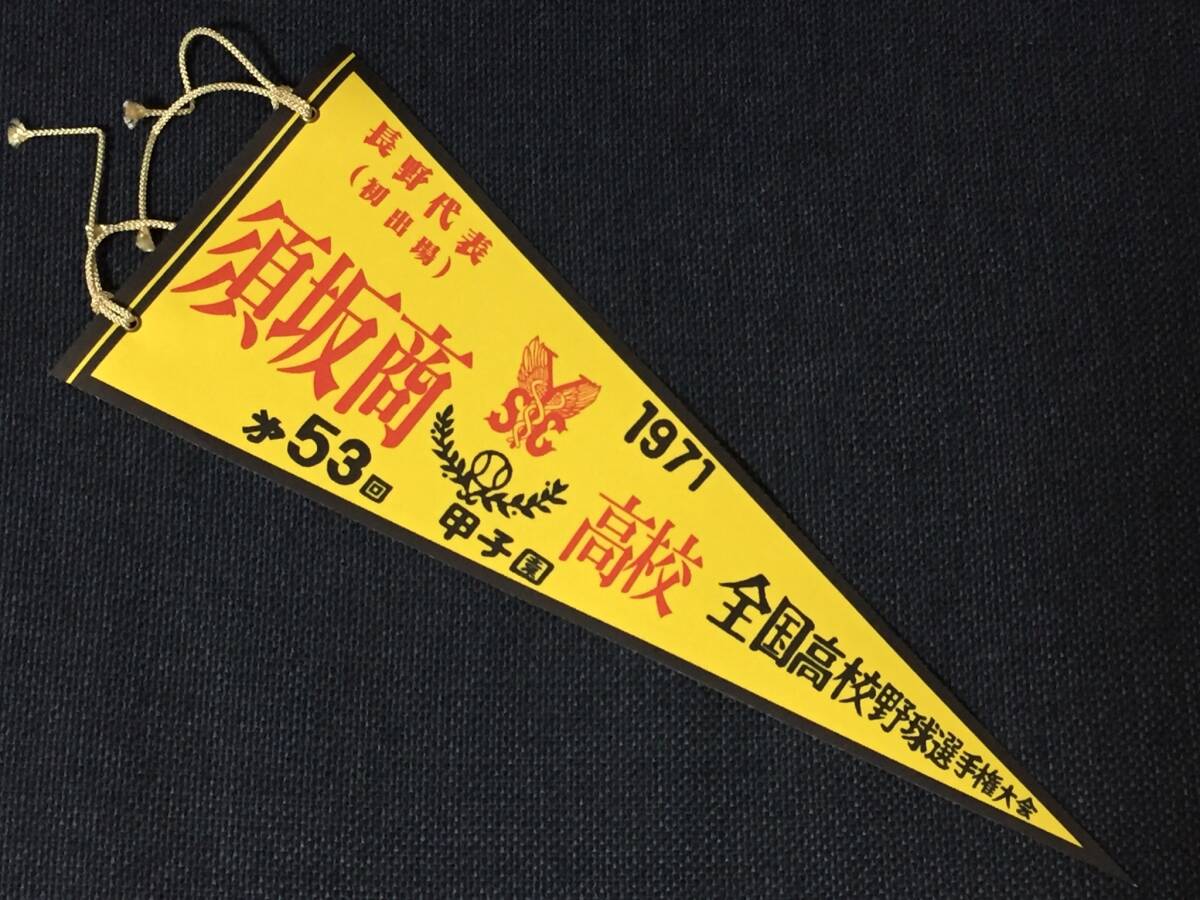 長野代表
(初出場)
須坂商
高校
SC
1971
第53回
甲子園
全国高校野球選手権大会